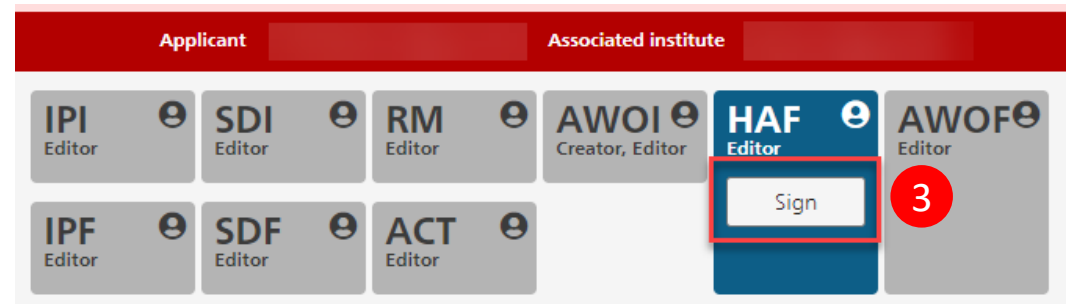 Applicant Associated institute
IPI SDI RM AWOI HAF AWOF
Editor Editor Editor Creator, Editor Editor Editor
Sign 3
IPF SDF ACT
Editor Editor Editor